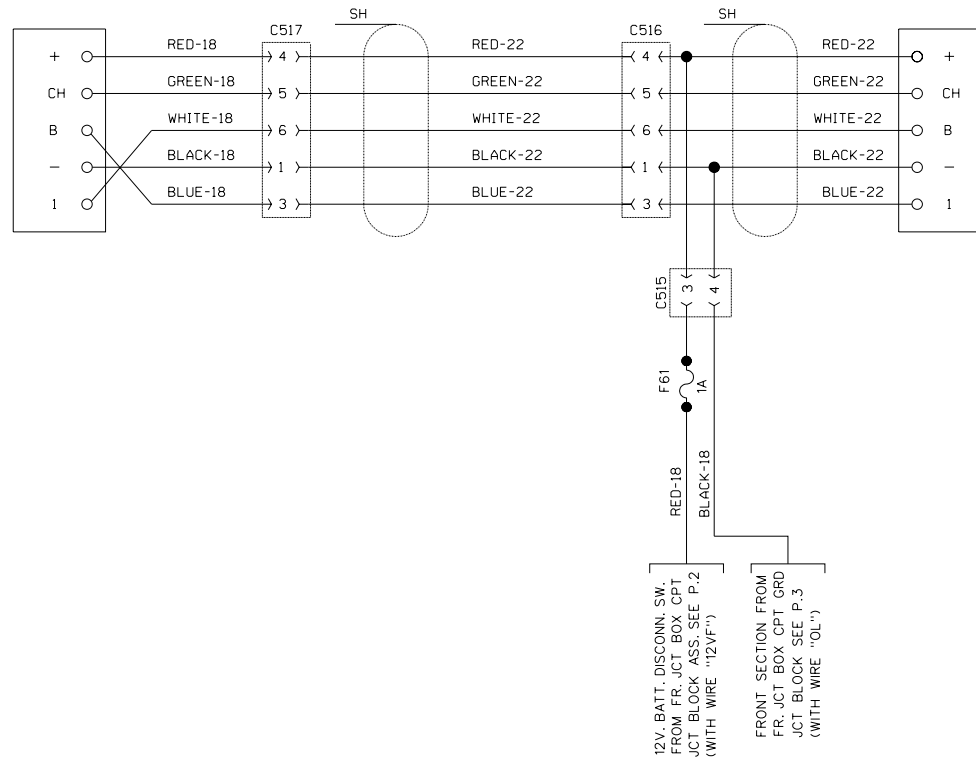 SH
SH
C517
C516
+ RED-18 4 RED-22 4 RED-22 +
CH GREEN-18 5 GREEN-22 5 GREEN-22 CH
B WHITE-18 6 WHITE-22 6 WHITE-22 B
- BLACK-18 1 BLACK-22 1 BLACK-22 -
1 BLUE-18 3 BLUE-22 3 BLUE-22 1
C515
3 4
F61
1A
RED-18
BLACK-18
12V. BATT. DISCONN. SW.
FROM FR. JCT BOX CPT
JCT BLOCK ASS. SEE P.2
(WITH WIRE "12VF")
FRONT SECTION FROM
FR. JCT BOX CPT GRD
JCT BLOCK SEE P.3
(WITH WIRE "OL")